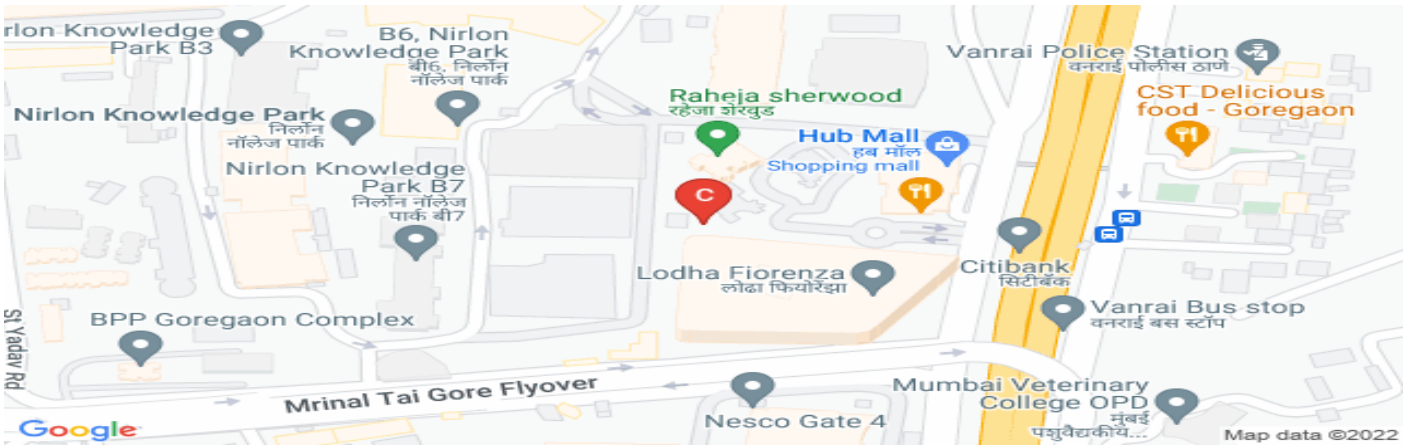 rlon Knowledge
Park B3
B6, Nirlon
Knowledge Park
बी6, निर्लोन
नॉलेज पार्क
Vanrai Police Station
वनराई पोलीस ठाणे
Raheja sherwood
रहेजा शेरवुड
CST Delicious
food - Goregaon
Nirlon Knowledge Park
निर्लोन
नॉलेज पार्क
Hub Mall
हब मॉल
Shopping mall
Nirlon Knowledge
Park B7
निर्लोन नॉलेज
पार्क बी7
C
Lodha Fiorenza
लोढा फियोरेंझा
Citibank
सिटीबँक
St Yadav Rd
BPP Goregaon Complex
Vanrai Bus stop
वनराई बस स्टॉप
Mrinal Tai Gore Flyover
Nesco Gate 4
Mumbai Veterinary
College OPD
मुंबई
पशुवैद्यकीय...
Google
Map data ©2022